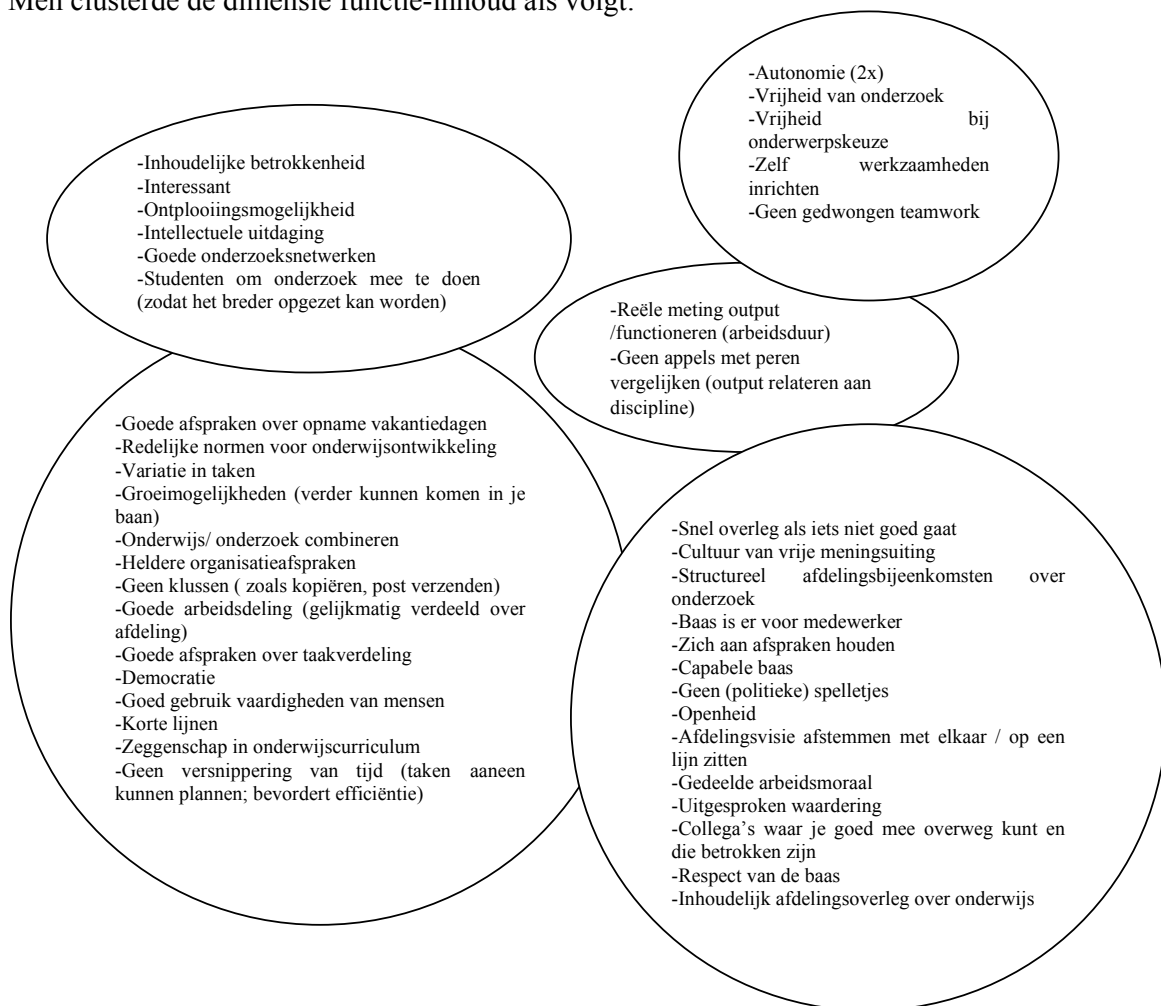 Men clusterde de dimensie functie-inhoud als volgt:
-Autonomie (2x)
-Vrijheid van onderzoek
-Vrijheid bij
onderwerpskeuze
-Zelf werkzaamheden
inrichten
-Geen gedwongen teamwork
-Inhoudelijke betrokkenheid
-Interessant
-Ontplooiingsmogelijkheid
-Intellectuele uitdaging
-Goede onderzoeksnetwerken
-Studenten om onderzoek mee te doen
(zodat het breder opgezet kan worden)
-Reële meting output
/functioneren (arbeidsduur)
-Geen appels met peren
vergelijken (output relateren aan
discipline)
-Goede afspraken over opname vakantiedagen
-Redelijke normen voor onderwijsontwikkeling
-Variatie in taken
-Groeimogelijkheden (verder kunnen komen in je
baan)
-Onderwijs/ onderzoek combineren
-Heldere organisatieafspraken
-Geen klussen ( zoals kopiëren, post verzenden)
-Goede arbeidsdeling (gelijkmatig verdeeld over
afdeling)
-Goede afspraken over taakverdeling
-Democratie
-Goed gebruik vaardigheden van mensen
-Korte lijnen
-Zeggenschap in onderwijscurriculum
-Geen versnippering van tijd (taken aaneen
kunnen plannen; bevordert efficiëntie)
-Snel overleg als iets niet goed gaat
-Cultuur van vrije meningsuiting
-Structureel afdelingsbijeenkomsten over
onderzoek
-Baas is er voor medewerker
-Zich aan afspraken houden
-Capabele baas
-Geen (politieke) spelletjes
-Openheid
-Afdelingsvisie afstemmen met elkaar / op een
lijn zitten
-Gedeelde arbeidsmoraal
-Uitgesproken waardering
-Collega's waar je goed mee overweg kunt en
die betrokken zijn
-Respect van de baas
-Inhoudelijk afdelingsoverleg over onderwijs